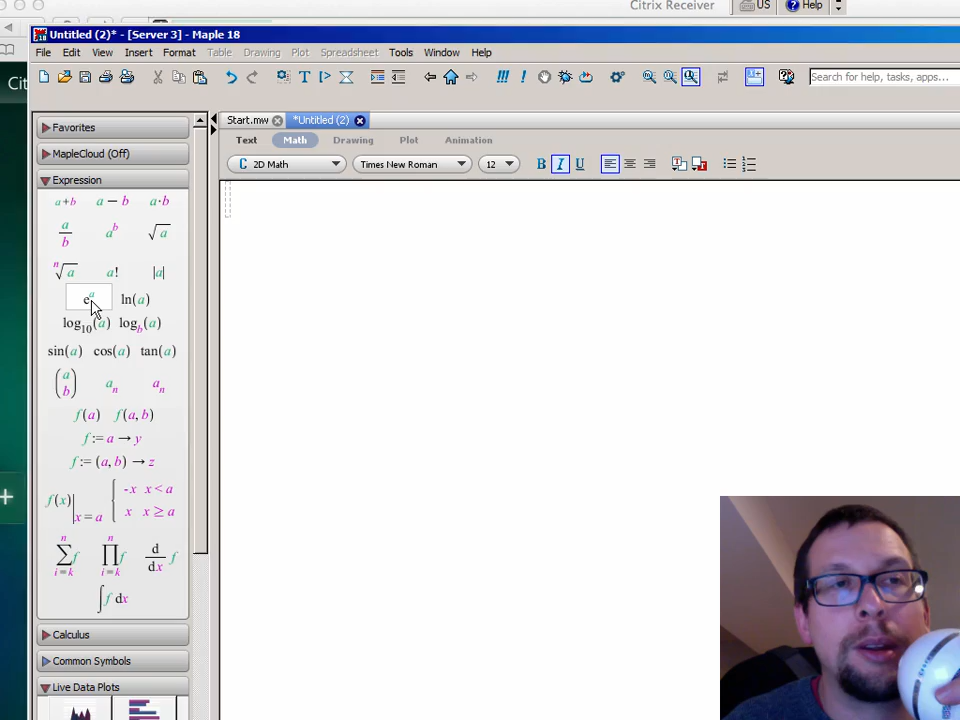 Citrix Receiver
US
Help
Untitled (2)* - [Server 3] - Maple 18
File Edit View Insert Format Table Drawing Plot Spreadsheet Tools Window Help
Search for help, tasks, apps...
Cit
Favorites
Start.mw
*Untitled (2)
Text Math Drawing Plot Animation
MapleCloud (Off)
C 2D Math
Times New Roman
12
B I U
Expression
a+b a − b a·b
a/b a^b √a
n√a a! |a|
e^a ln(a)
log10(a) logb(a)
sin(a) cos(a) tan(a)
(a b) a_n a_n
f(a) f(a, b)
f := a → y
f := (a, b) → z
f(x)|x = a { -x x < a
x x ≥ a
∑ i = k n f ∏ i = k n f d/dx f
∫ f dx
Calculus
Common Symbols
Live Data Plots